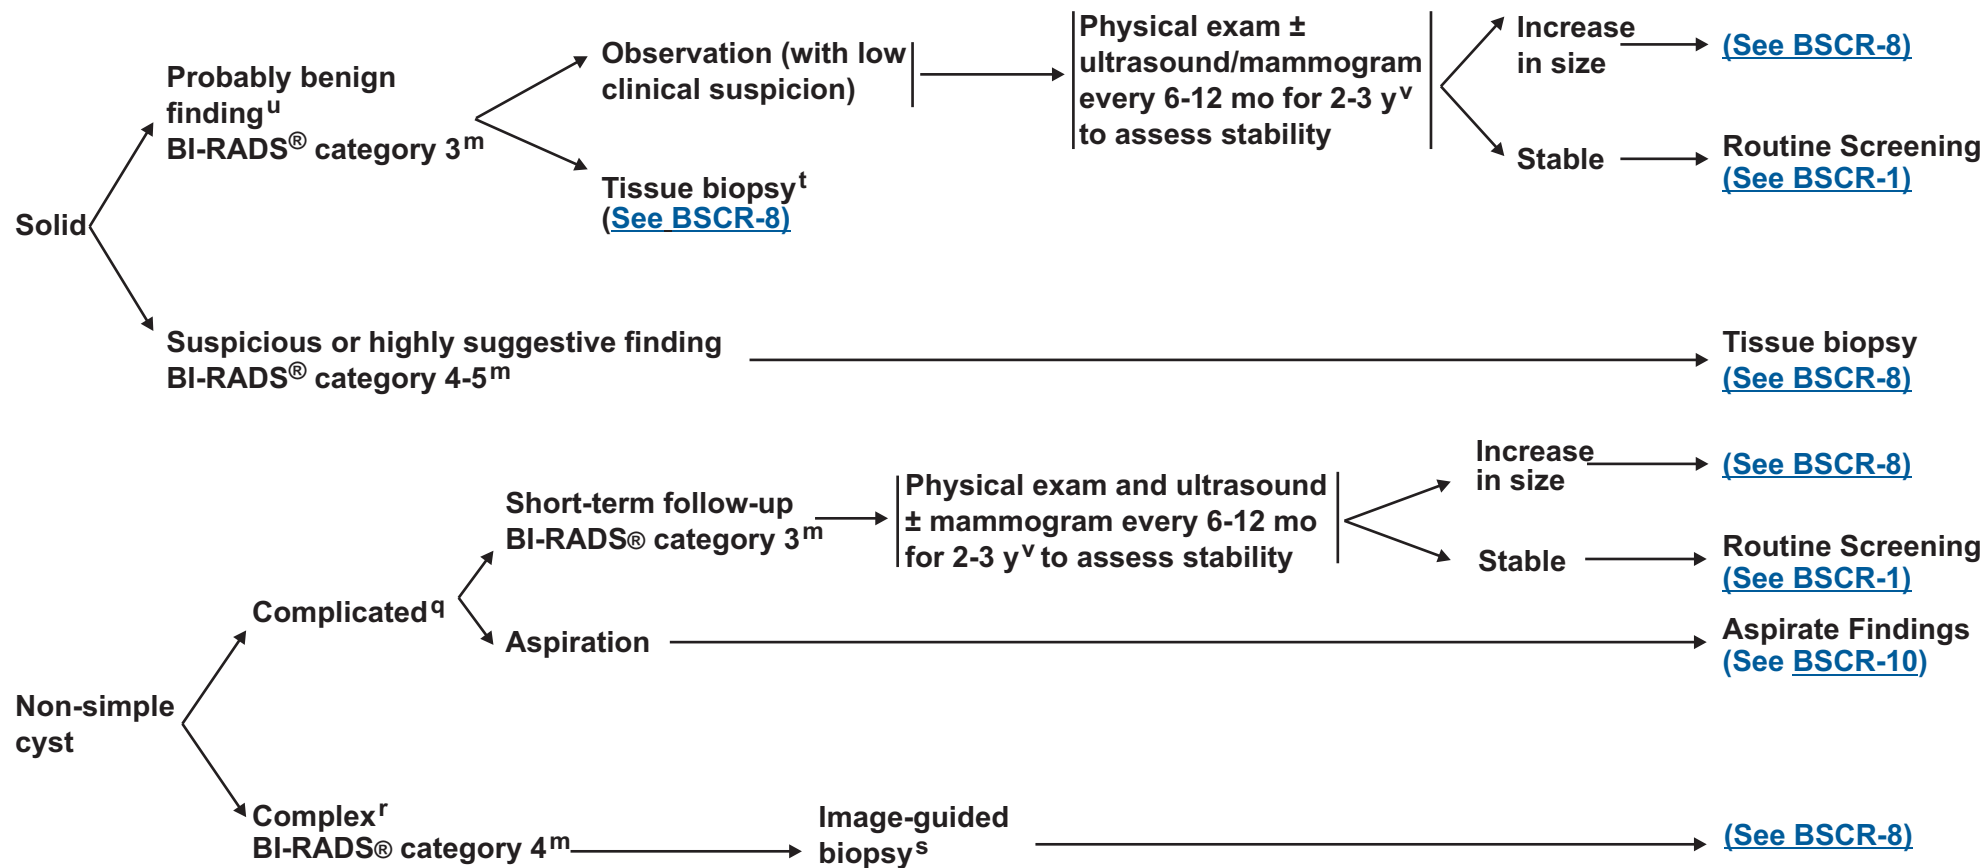 Solid
Probably benign
finding u
BI-RADS® category 3 m
Observation (with low
clinical suspicion)
Physical exam ±
ultrasound/mammogram
every 6-12 mo for 2-3 y v
to assess stability
Increase
in size
(See BSCR-8)
Stable
Routine Screening
(See BSCR-1)
Tissue biopsy t
(See BSCR-8)
Suspicious or highly suggestive finding
BI-RADS® category 4-5 m
Tissue biopsy
(See BSCR-8)
Non-simple
cyst
Complicated q
Short-term follow-up
BI-RADS® category 3 m
Physical exam and ultrasound
± mammogram every 6-12 mo
for 2-3 y v to assess stability
Increase
in size
(See BSCR-8)
Stable
Routine Screening
(See BSCR-1)
Aspiration
Aspirate Findings
(See BSCR-10)
Complex r
BI-RADS® category 4 m
Image-guided
biopsy s
(See BSCR-8)